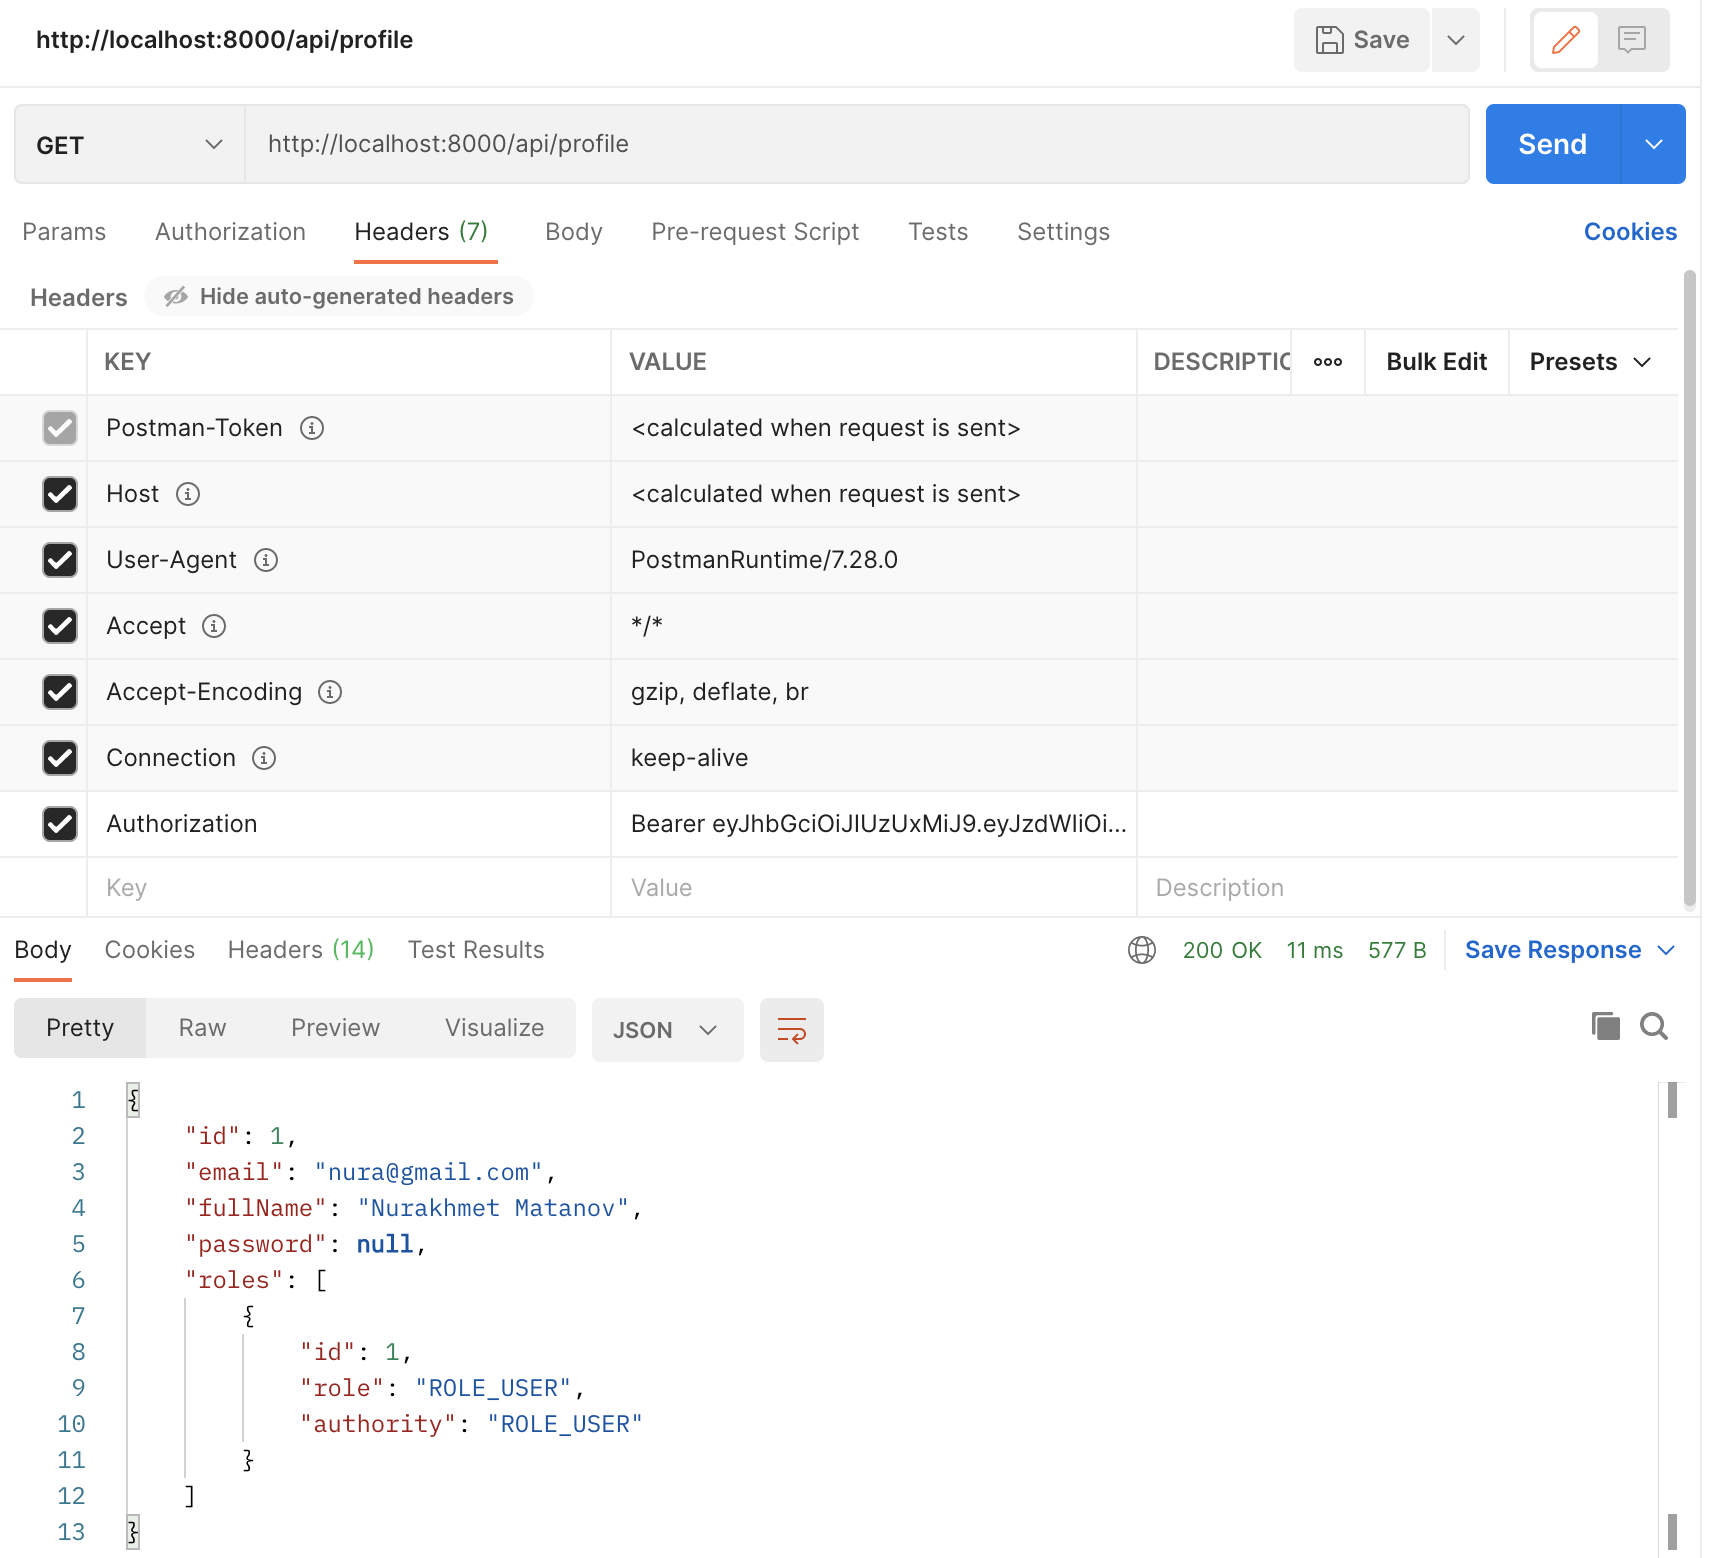 http://localhost:8000/api/profile
Save
GET
http://localhost:8000/api/profile
Send
Params Authorization Headers (7) Body Pre-request Script Tests Settings Cookies
Headers Hide auto-generated headers
KEY VALUE DESCRIPTIO Bulk Edit Presets
Postman-Token <calculated when request is sent>
Host <calculated when request is sent>
User-Agent PostmanRuntime/7.28.0
Accept */*
Accept-Encoding gzip, deflate, br
Connection keep-alive
Authorization Bearer eyJhbGciOiJIUzUxMiJ9.eyJzdWIiOi...
Key Value Description
Body Cookies Headers (14) Test Results 200 OK 11 ms 577 B Save Response
Pretty Raw Preview Visualize JSON
1 {
2 "id": 1,
3 "email": "nura@gmail.com",
4 "fullName": "Nurakhmet Matanov",
5 "password": null,
6 "roles": [
7 {
8 "id": 1,
9 "role": "ROLE_USER",
10 "authority": "ROLE_USER"
11 }
12 ]
13 }